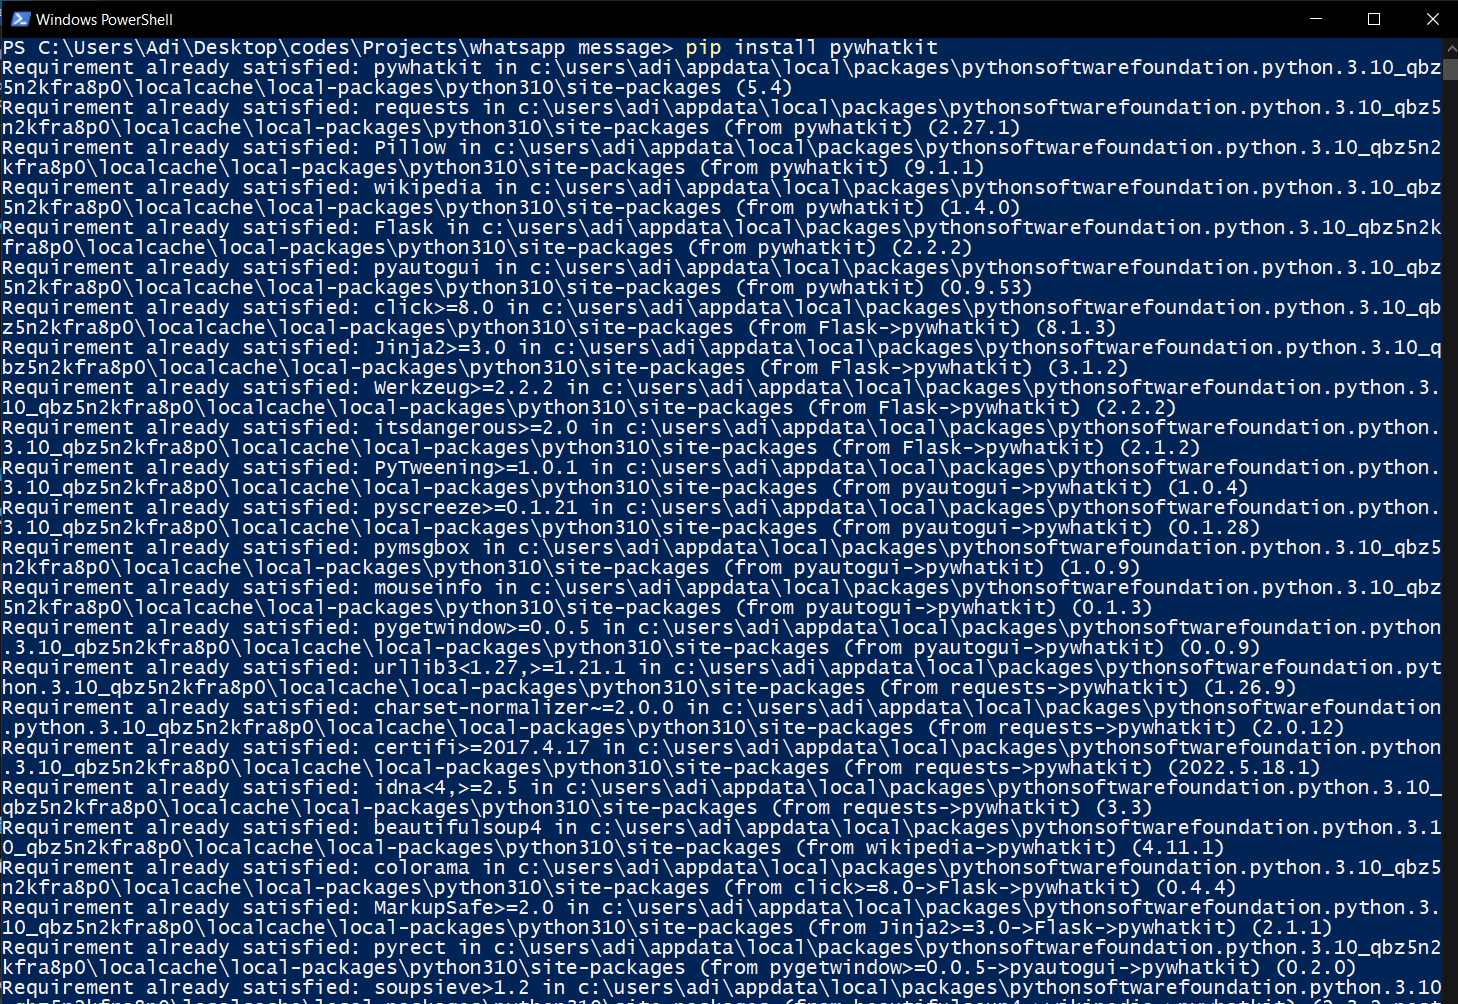 Windows PowerShell
PS C:\Users\Adi\Desktop\codes\Projects\whatsapp message> pip install pywhatkit
Requirement already satisfied: pywhatkit in c:\users\adi\appdata\local\packages\pythonsoftwarefoundation.python.3.10_qbz
5n2kfra8p0\localcache\local-packages\python310\site-packages (5.4)
Requirement already satisfied: requests in c:\users\adi\appdata\local\packages\pythonsoftwarefoundation.python.3.10_qbz5
n2kfra8p0\localcache\local-packages\python310\site-packages (from pywhatkit) (2.27.1)
Requirement already satisfied: Pillow in c:\users\adi\appdata\local\packages\pythonsoftwarefoundation.python.3.10_qbz5n2
kfra8p0\localcache\local-packages\python310\site-packages (from pywhatkit) (9.1.1)
Requirement already satisfied: wikipedia in c:\users\adi\appdata\local\packages\pythonsoftwarefoundation.python.3.10_qbz
5n2kfra8p0\localcache\local-packages\python310\site-packages (from pywhatkit) (1.4.0)
Requirement already satisfied: Flask in c:\users\adi\appdata\local\packages\pythonsoftwarefoundation.python.3.10_qbz5n2k
fra8p0\localcache\local-packages\python310\site-packages (from pywhatkit) (2.2.2)
Requirement already satisfied: pyautogui in c:\users\adi\appdata\local\packages\pythonsoftwarefoundation.python.3.10_qbz
5n2kfra8p0\localcache\local-packages\python310\site-packages (from pywhatkit) (0.9.53)
Requirement already satisfied: click>=8.0 in c:\users\adi\appdata\local\packages\pythonsoftwarefoundation.python.3.10_qb
z5n2kfra8p0\localcache\local-packages\python310\site-packages (from Flask->pywhatkit) (8.1.3)
Requirement already satisfied: Jinja2>=3.0 in c:\users\adi\appdata\local\packages\pythonsoftwarefoundation.python.3.10_q
bz5n2kfra8p0\localcache\local-packages\python310\site-packages (from Flask->pywhatkit) (3.1.2)
Requirement already satisfied: Werkzeug>=2.2.2 in c:\users\adi\appdata\local\packages\pythonsoftwarefoundation.python.3.
10_qbz5n2kfra8p0\localcache\local-packages\python310\site-packages (from Flask->pywhatkit) (2.2.2)
Requirement already satisfied: itsdangerous>=2.0 in c:\users\adi\appdata\local\packages\pythonsoftwarefoundation.python.
3.10_qbz5n2kfra8p0\localcache\local-packages\python310\site-packages (from Flask->pywhatkit) (2.1.2)
Requirement already satisfied: PyTweening>=1.0.1 in c:\users\adi\appdata\local\packages\pythonsoftwarefoundation.python.
3.10_qbz5n2kfra8p0\localcache\local-packages\python310\site-packages (from pyautogui->pywhatkit) (1.0.4)
Requirement already satisfied: pyscreeze>=0.1.21 in c:\users\adi\appdata\local\packages\pythonsoftwarefoundation.python.
3.10_qbz5n2kfra8p0\localcache\local-packages\python310\site-packages (from pyautogui->pywhatkit) (0.1.28)
Requirement already satisfied: pymsgbox in c:\users\adi\appdata\local\packages\pythonsoftwarefoundation.python.3.10_qbz5
n2kfra8p0\localcache\local-packages\python310\site-packages (from pyautogui->pywhatkit) (1.0.9)
Requirement already satisfied: mouseinfo in c:\users\adi\appdata\local\packages\pythonsoftwarefoundation.python.3.10_qbz
5n2kfra8p0\localcache\local-packages\python310\site-packages (from pyautogui->pywhatkit) (0.1.3)
Requirement already satisfied: pygetwindow>=0.0.5 in c:\users\adi\appdata\local\packages\pythonsoftwarefoundation.python
.3.10_qbz5n2kfra8p0\localcache\local-packages\python310\site-packages (from pyautogui->pywhatkit) (0.0.9)
Requirement already satisfied: urllib3<1.27,>=1.21.1 in c:\users\adi\appdata\local\packages\pythonsoftwarefoundation.pyt
hon.3.10_qbz5n2kfra8p0\localcache\local-packages\python310\site-packages (from requests->pywhatkit) (1.26.9)
Requirement already satisfied: charset-normalizer~=2.0.0 in c:\users\adi\appdata\local\packages\pythonsoftwarefoundation
.python.3.10_qbz5n2kfra8p0\localcache\local-packages\python310\site-packages (from requests->pywhatkit) (2.0.12)
Requirement already satisfied: certifi>=2017.4.17 in c:\users\adi\appdata\local\packages\pythonsoftwarefoundation.python
.3.10_qbz5n2kfra8p0\localcache\local-packages\python310\site-packages (from requests->pywhatkit) (2022.5.18.1)
Requirement already satisfied: idna<4,>=2.5 in c:\users\adi\appdata\local\packages\pythonsoftwarefoundation.python.3.10_
qbz5n2kfra8p0\localcache\local-packages\python310\site-packages (from requests->pywhatkit) (3.3)
Requirement already satisfied: beautifulsoup4 in c:\users\adi\appdata\local\packages\pythonsoftwarefoundation.python.3.1
0_qbz5n2kfra8p0\localcache\local-packages\python310\site-packages (from wikipedia->pywhatkit) (4.11.1)
Requirement already satisfied: colorama in c:\users\adi\appdata\local\packages\pythonsoftwarefoundation.python.3.10_qbz5
n2kfra8p0\localcache\local-packages\python310\site-packages (from click>=8.0->Flask->pywhatkit) (0.4.4)
Requirement already satisfied: MarkupSafe>=2.0 in c:\users\adi\appdata\local\packages\pythonsoftwarefoundation.python.3.
10_qbz5n2kfra8p0\localcache\local-packages\python310\site-packages (from Jinja2>=3.0->Flask->pywhatkit) (2.1.1)
Requirement already satisfied: pyrect in c:\users\adi\appdata\local\packages\pythonsoftwarefoundation.python.3.10_qbz5n2
kfra8p0\localcache\local-packages\python310\site-packages (from pygetwindow>=0.0.5->pyautogui->pywhatkit) (0.2.0)
Requirement already satisfied: soupsieve>1.2 in c:\users\adi\appdata\local\packages\pythonsoftwarefoundation.python.3.10